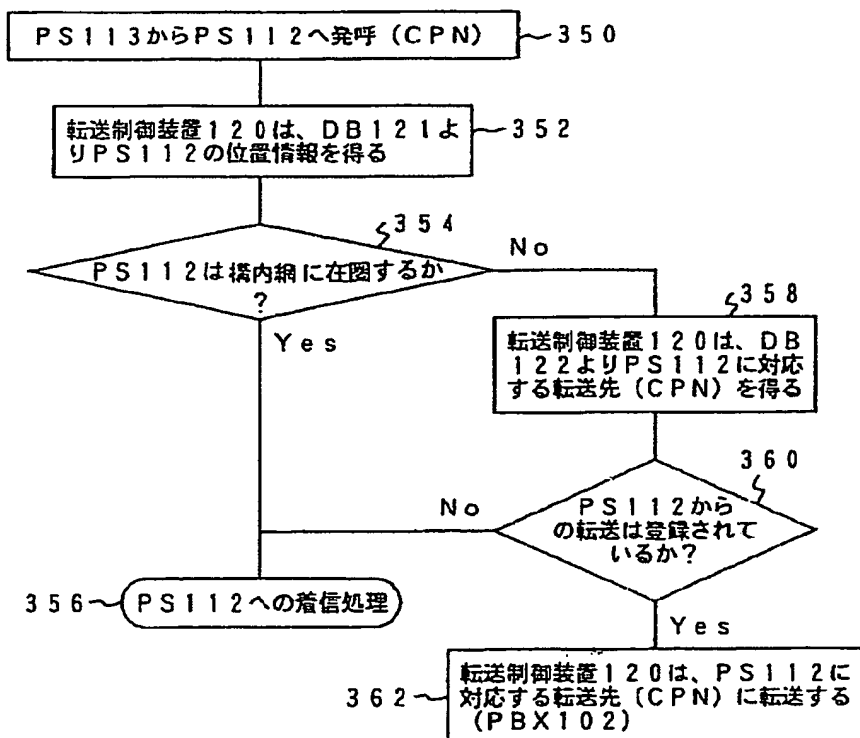 PS113からPS112へ発呼(CPN)
350
転送制御装置120は、DB121よ
りPS112の位置情報を得る
352
354
PS112は構内網に在圏するか
?
No
Yes
358
転送制御装置120は、DB
122よりPS112に対応
する転送先(CPN)を得る
360
PS112から
の転送は登録されて
いるか?
No
Yes
356
PS112への着信処理
362
転送制御装置120は、PS112に
対応する転送先(CPN)に転送する
(PBX102)